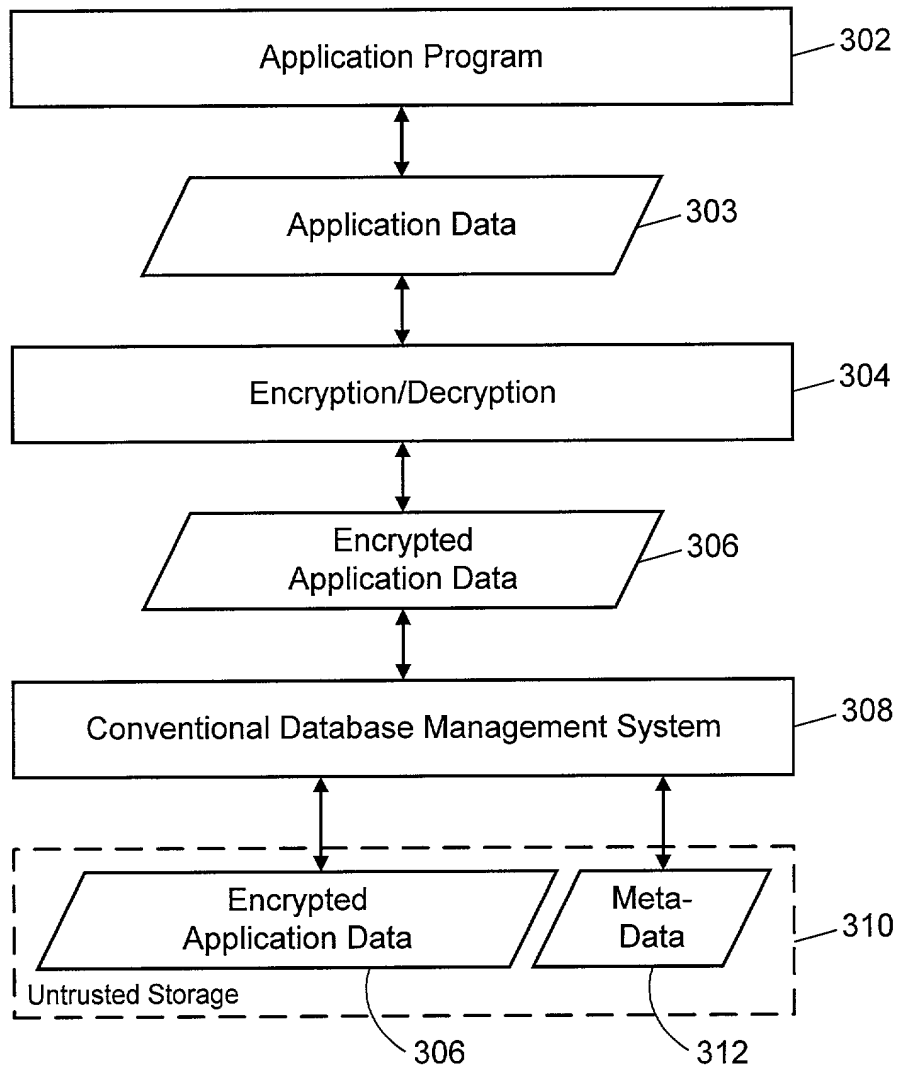 Application Program
302
Application Data
303
Encryption/Decryption
304
Encrypted
Application Data
306
Conventional Database Management System
308
Encrypted
Application Data
Meta-
Data
310
Untrusted Storage
306
312